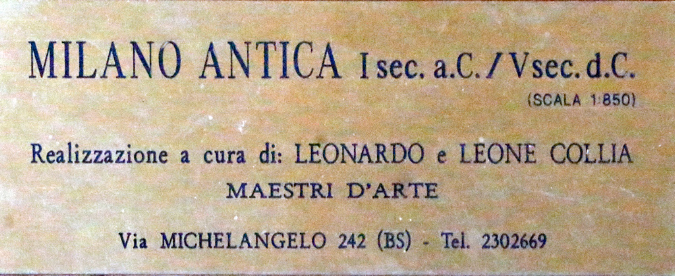 MILANO ANTICA I sec. a.C. / V sec. d.C.
(SCALA 1:850)
Realizzazione a cura di: LEONARDO e LEONE COLLIA
MAESTRI D'ARTE
Via MICHELANGELO 242 (BS) - Tel. 2302669